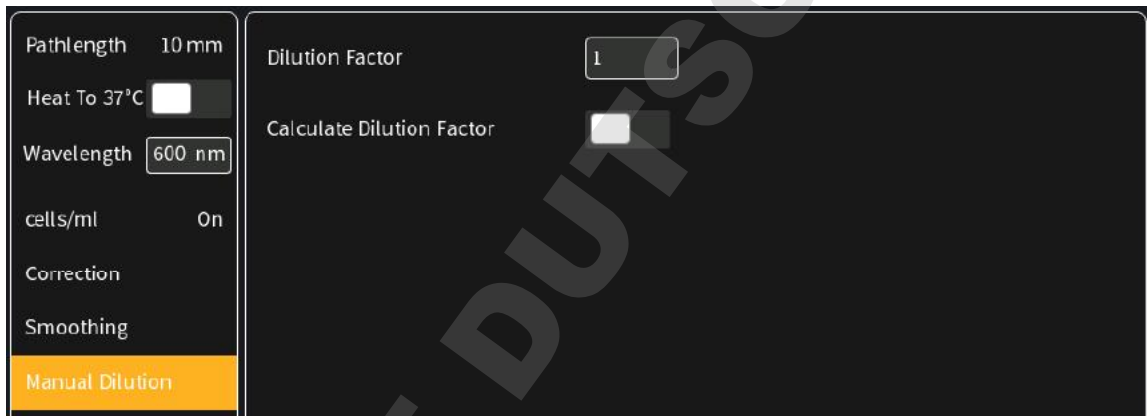 Pathlength 10 mm
Heat To 37°C
Wavelength 600 nm
cells/ml On
Correction
Smoothing
Manual Dilution
Dilution Factor 1
Calculate Dilution Factor
DUTSC